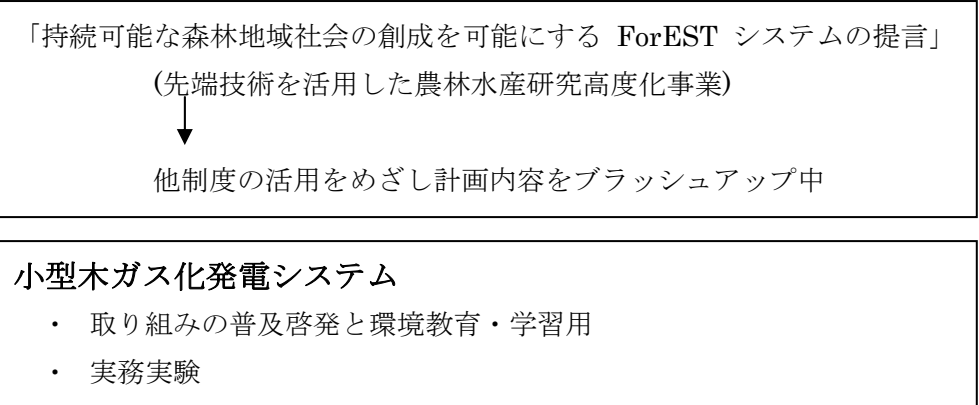 「持続可能な森林地域社会の創成を可能にする ForEST システムの提言」
(先端技術を活用した農林水産研究高度化事業)
他制度の活用をめざし計画内容をブラッシュアップ中
小型木ガス化発電システム
・ 取り組みの普及啓発と環境教育・学習用
・ 実務実験